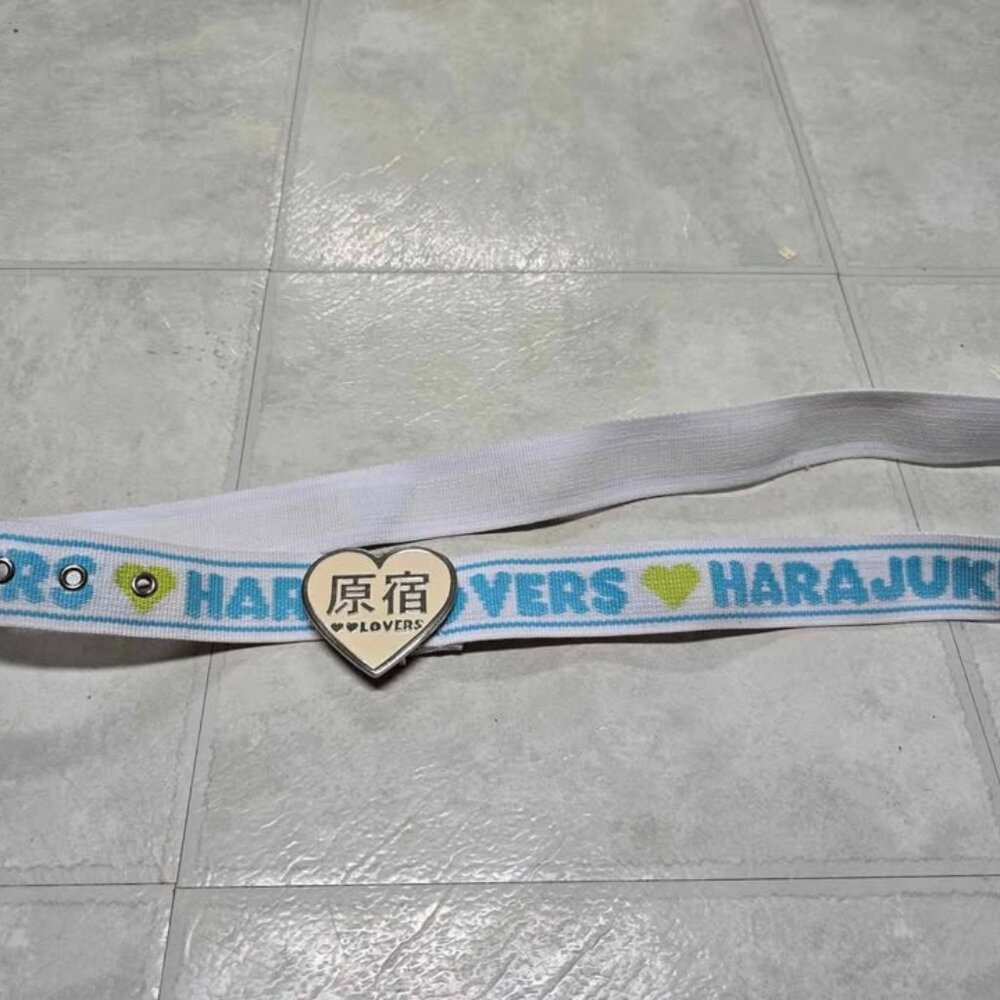 RS ♥ HAR OVERS ♥ HARAJUK
原宿
♥♥LOVERS